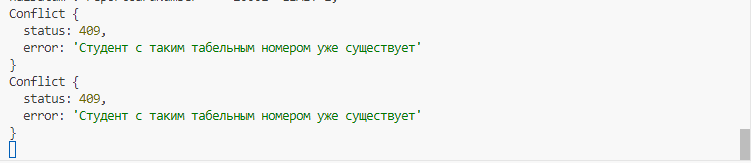 Conflict {
  status: 409,
  error: 'Студент с таким табельным номером уже существует'
}
Conflict {
  status: 409,
  error: 'Студент с таким табельным номером уже существует'
}